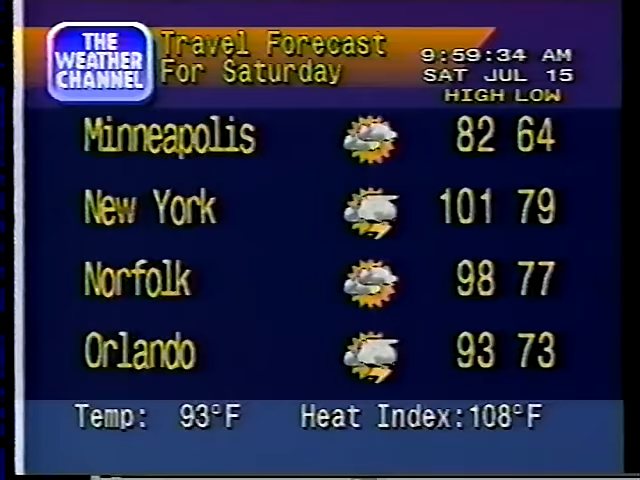 THE
WEATHER
CHANNEL
Travel Forecast
For Saturday
9:59:34 AM
SAT JUL 15
HIGH LOW
Minneapolis 82 64
New York 101 79
Norfolk 98 77
Orlando 93 73
Temp: 93°F Heat Index:108°F